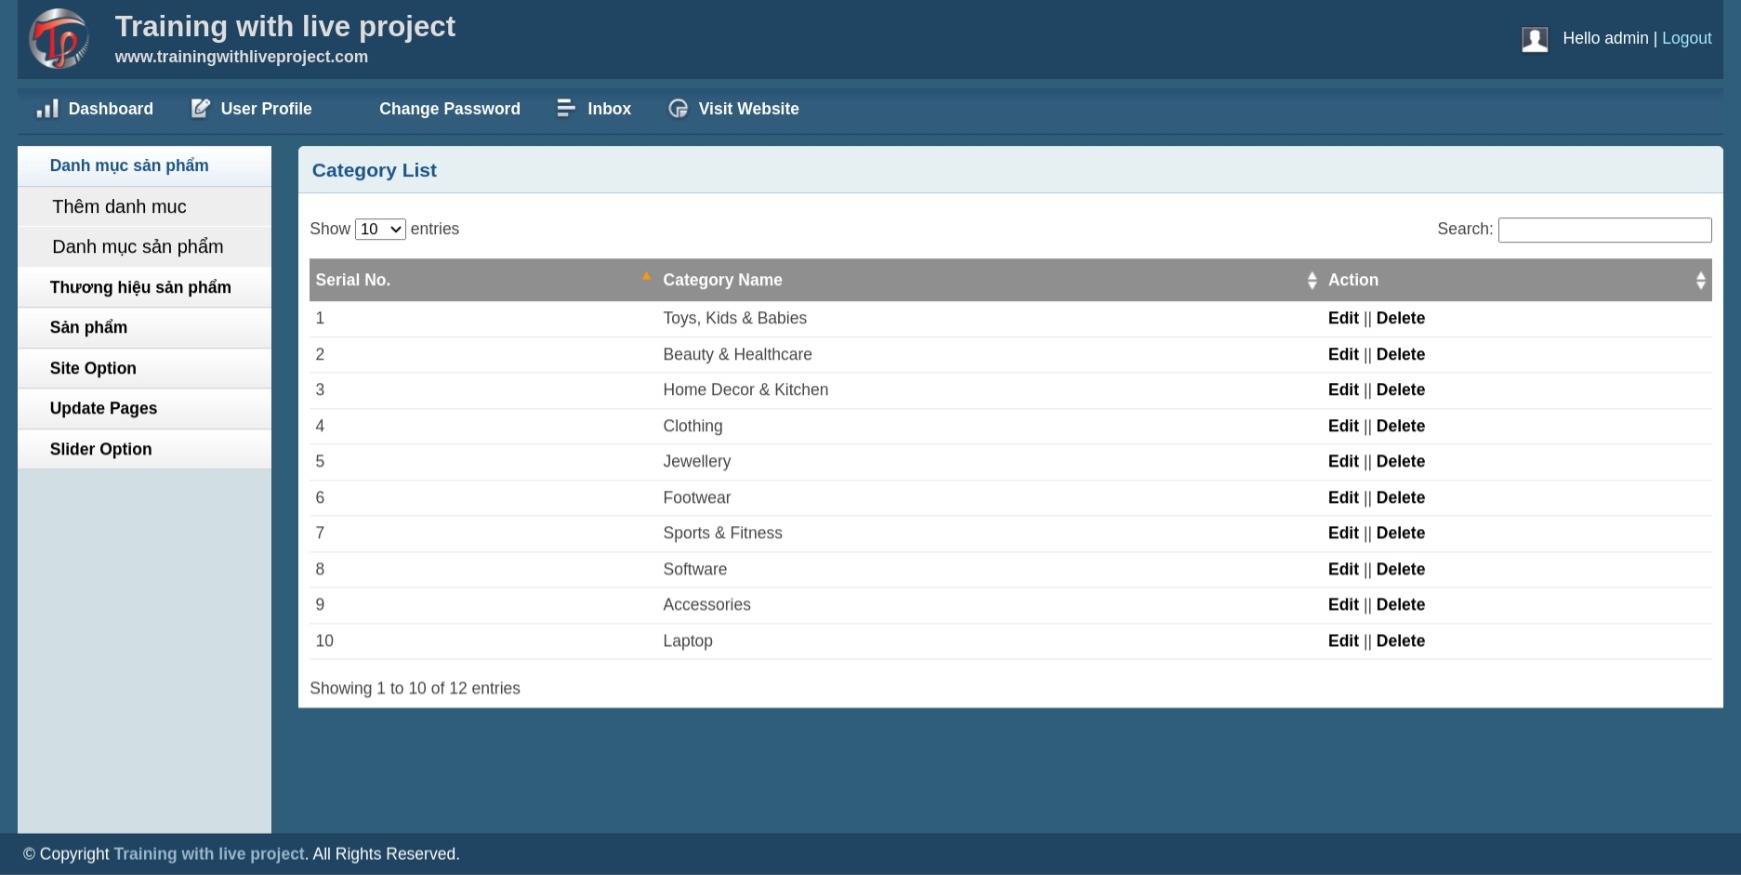 Training with live project
www.trainingwithliveproject.com
Hello admin | Logout
Dashboard
User Profile
Change Password
Inbox
Visit Website
Danh mục sản phẩm
Thêm danh muc
Danh mục sản phẩm
Thương hiệu sản phẩm
Sản phẩm
Site Option
Update Pages
Slider Option
Category List
Show 10 entries
Search:
Serial No. Category Name Action
1 Toys, Kids & Babies Edit || Delete
2 Beauty & Healthcare Edit || Delete
3 Home Decor & Kitchen Edit || Delete
4 Clothing Edit || Delete
5 Jewellery Edit || Delete
6 Footwear Edit || Delete
7 Sports & Fitness Edit || Delete
8 Software Edit || Delete
9 Accessories Edit || Delete
10 Laptop Edit || Delete
Showing 1 to 10 of 12 entries
© Copyright Training with live project. All Rights Reserved.